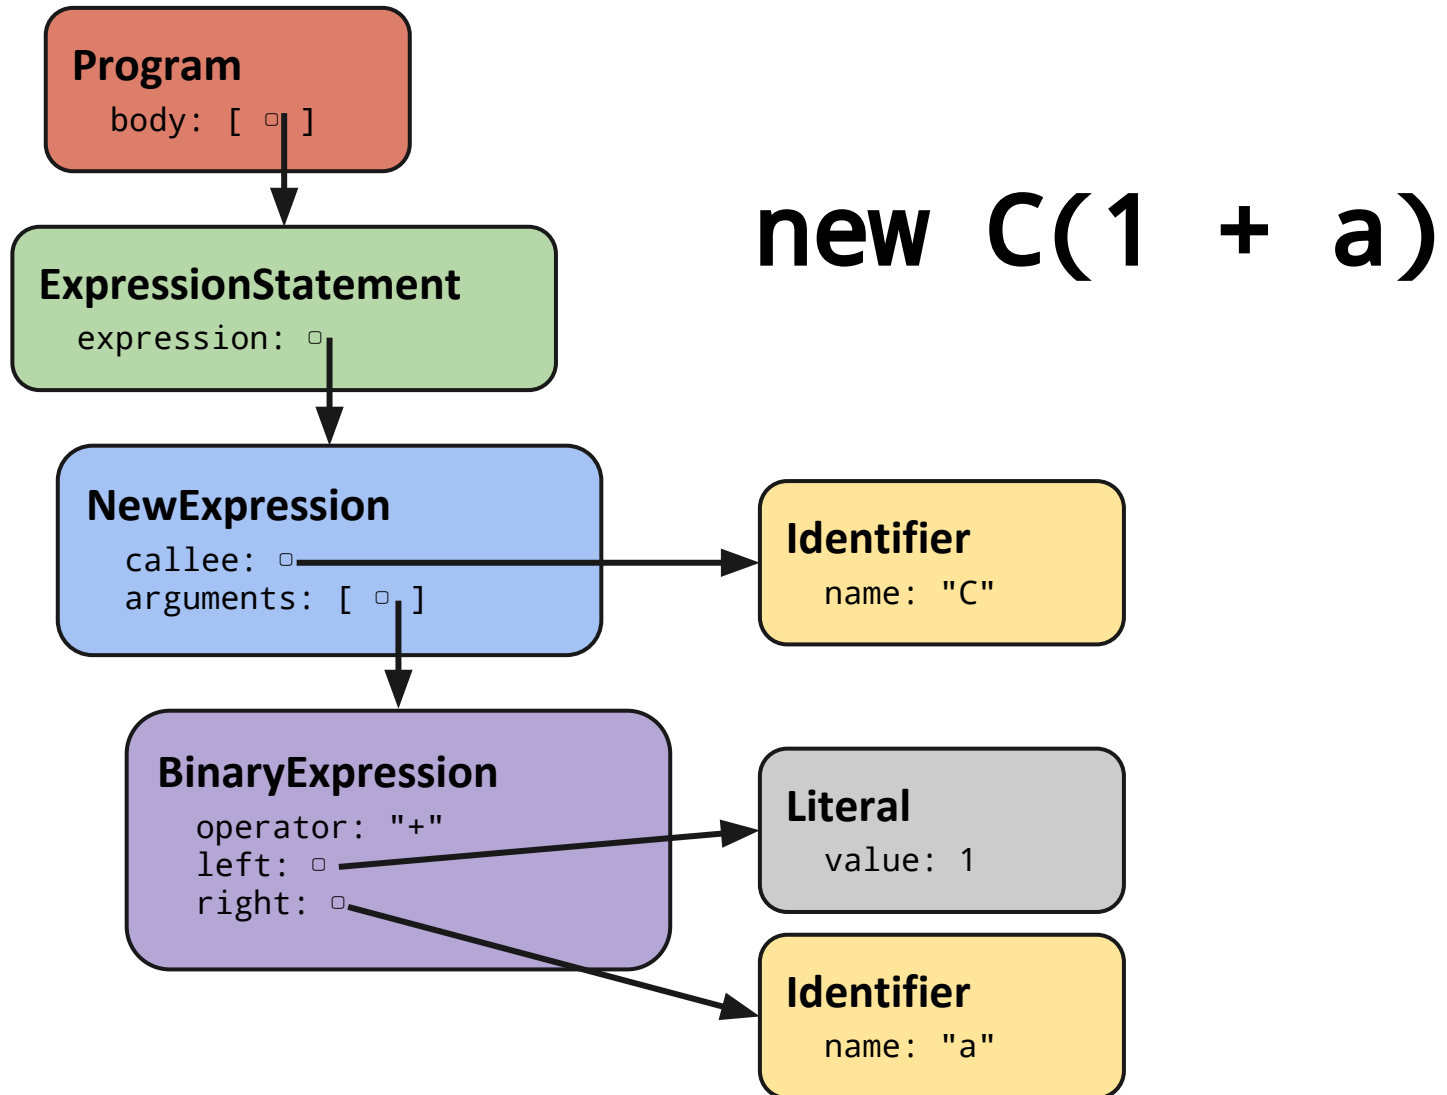 Program
body: [ ▢ ]
new C(1 + a)
ExpressionStatement
expression: ▢
NewExpression
callee: ▢
arguments: [ ▢ ]
Identifier
name: "C"
BinaryExpression
operator: "+"
left: ▢
right: ▢
Literal
value: 1
Identifier
name: "a"